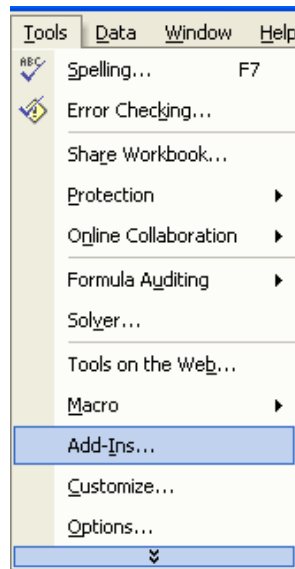 Tools Data Window Help
ABC Spelling... F7
Error Checking...
Share Workbook...
Protection
Online Collaboration
Formula Auditing
Solver...
Tools on the Web...
Macro
Add-Ins...
Customize...
Options...